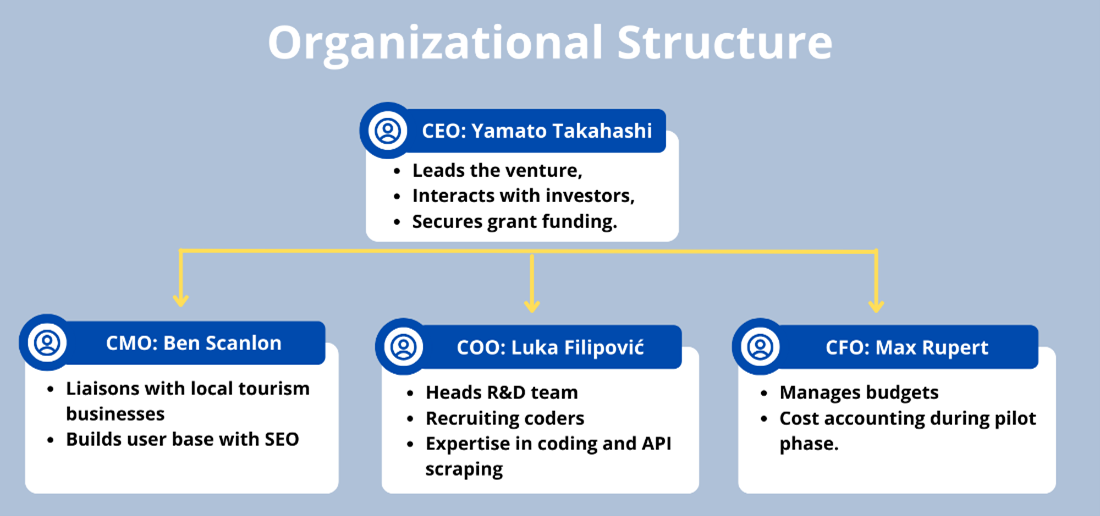 Organizational Structure
CEO: Yamato Takahashi
• Leads the venture,
• Interacts with investors,
• Secures grant funding.
CMO: Ben Scanlon
• Liaisons with local tourism
businesses
• Builds user base with SEO
COO: Luka Filipović
• Heads R&D team
• Recruiting coders
• Expertise in coding and API
scraping
CFO: Max Rupert
• Manages budgets
• Cost accounting during pilot
phase.